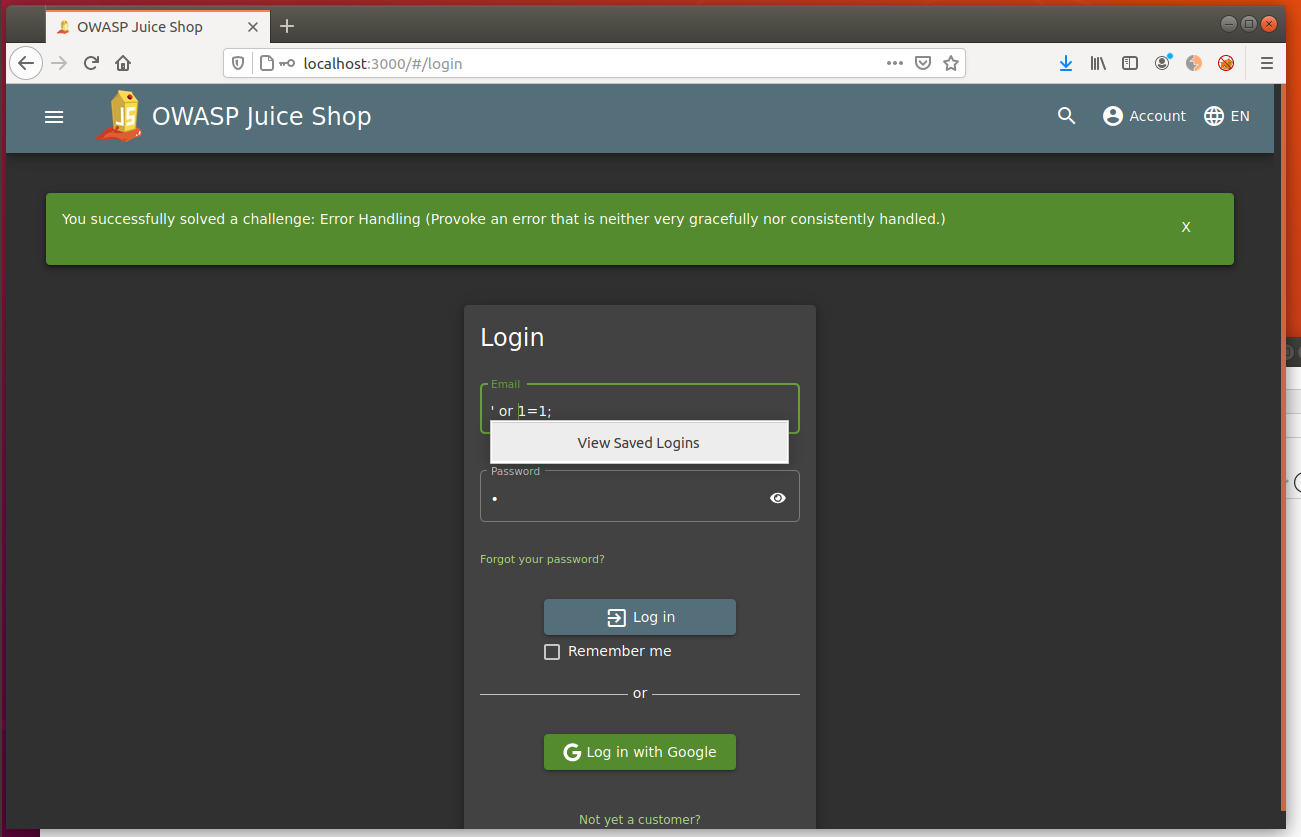 OWASP Juice Shop
localhost:3000/#/login
JS
OWASP Juice Shop
Account
EN
You successfully solved a challenge: Error Handling (Provoke an error that is neither very gracefully nor consistently handled.)
X
Login
Email
' or 1=1;
View Saved Logins
Password
Forgot your password?
Log in
Remember me
or
G Log in with Google
Not yet a customer?